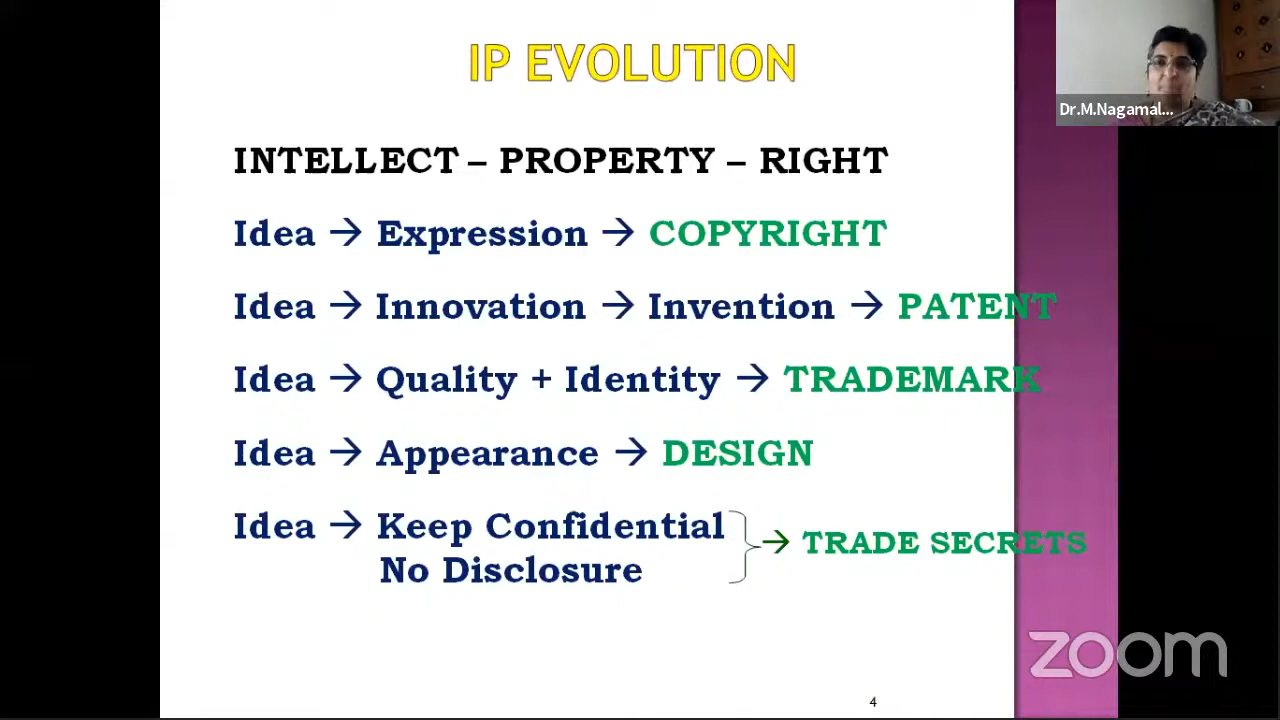 IP EVOLUTION
Dr.M.Nagamal...
INTELLECT – PROPERTY – RIGHT
Idea → Expression → COPYRIGHT
Idea → Innovation → Invention → PATENT
Idea → Quality + Identity → TRADEMARK
Idea → Appearance → DESIGN
Idea → Keep Confidential
No Disclosure
→ TRADE SECRETS
zoom
4